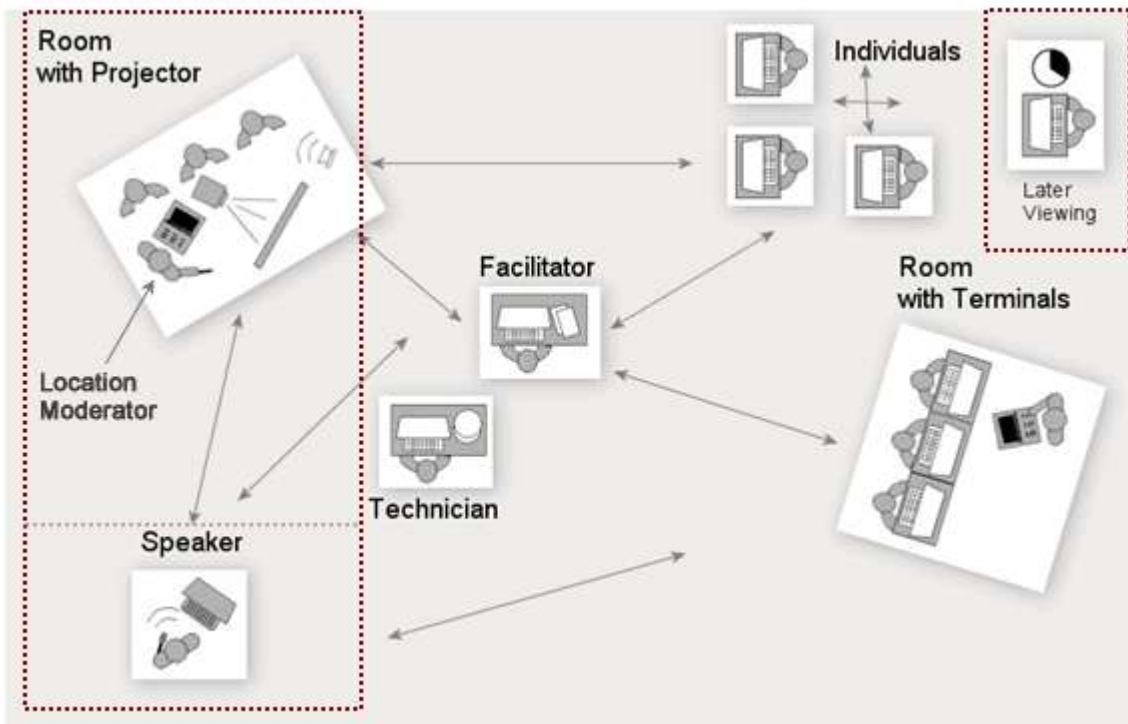 Room
with Projector
Individuals
Later
Viewing
Facilitator
Room
with Terminals
Location
Moderator
Technician
Speaker